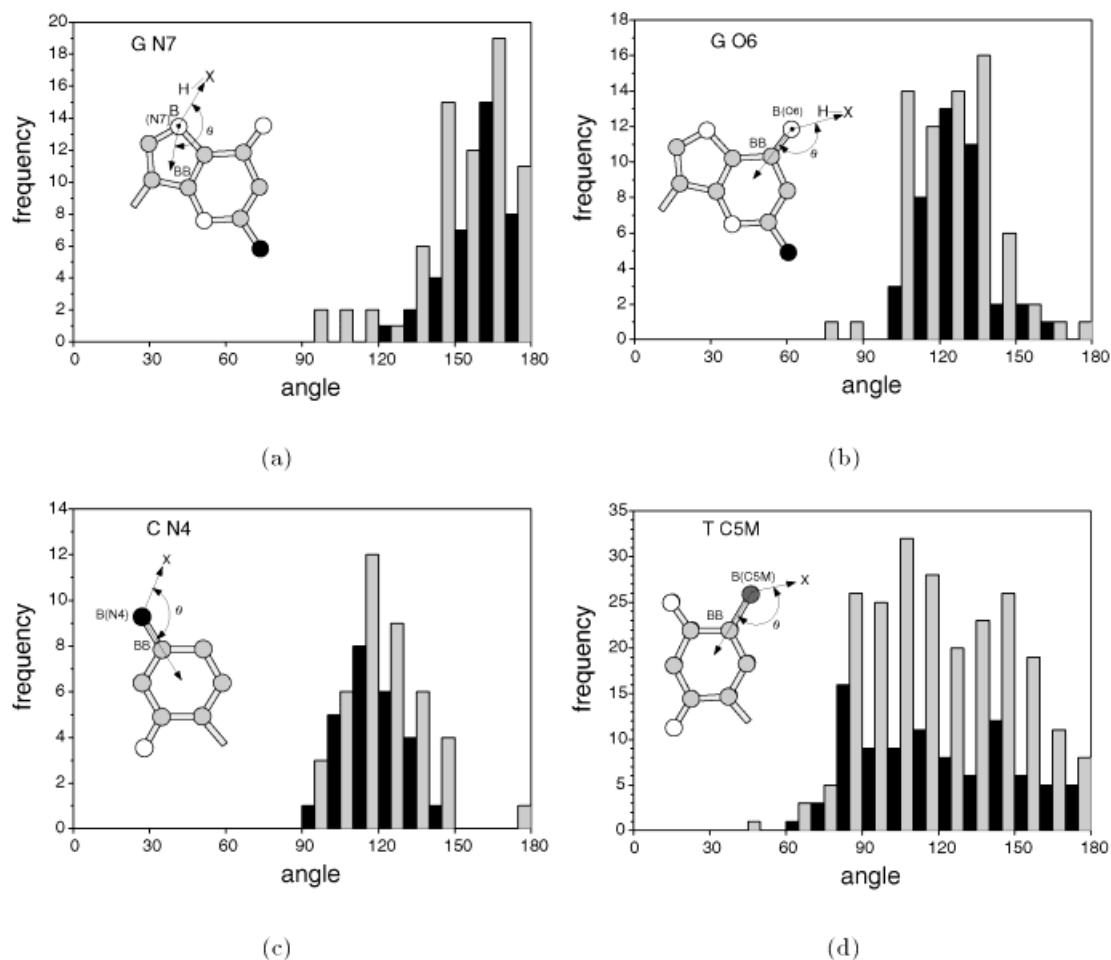 G N7
H X
B
(N7)
θ
BB
frequency
20
18
16
14
12
10
8
6
4
2
0
0 30 60 90 120 150 180
angle
(a)
G O6
B(O6)
H X
BB
θ
frequency
18
16
14
12
10
8
6
4
2
0
0 30 60 90 120 150 180
angle
(b)
C N4
X
B(N4)
θ
BB
frequency
14
12
10
8
6
4
2
0
0 30 60 90 120 150 180
angle
(c)
T C5M
B(C5M)
X
BB
θ
frequency
35
30
25
20
15
10
5
0
0 30 60 90 120 150 180
angle
(d)